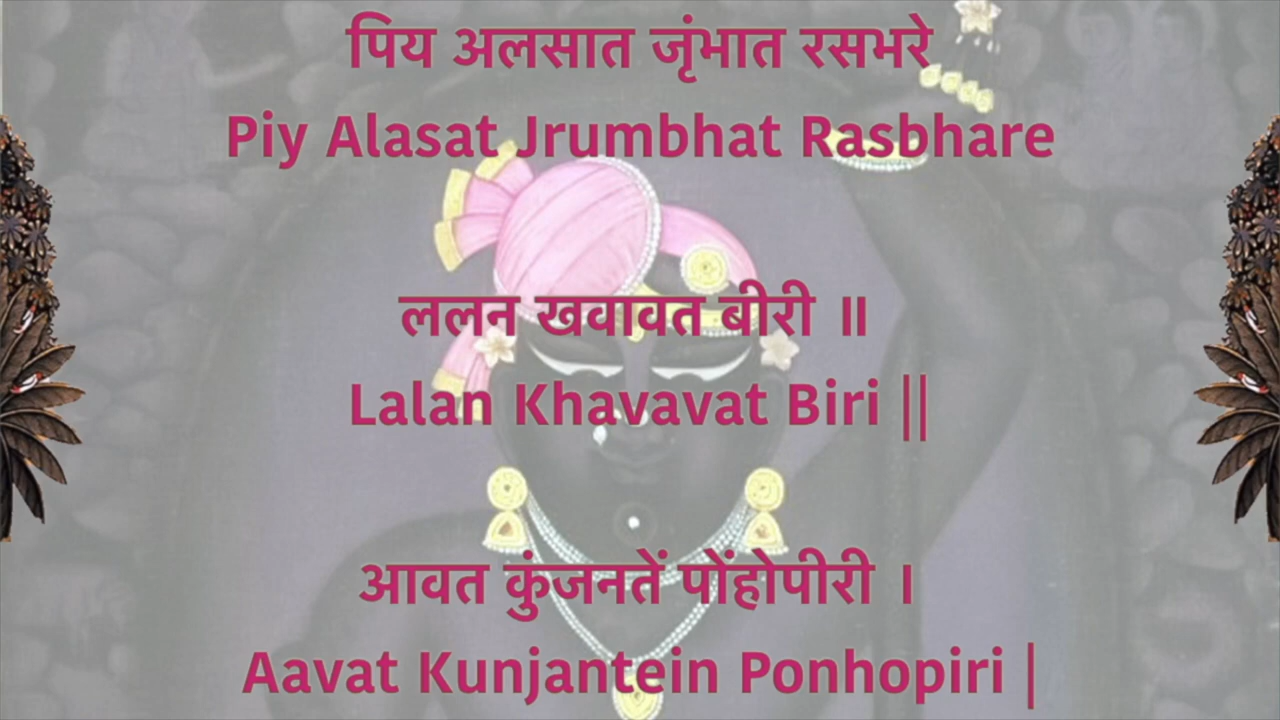 पिय अलसात जृंभात रसभरे
Piy Alasat Jrumbhat Rasbhare
ललन खवावत बीरी ॥
Lalan Khavavat Biri ||
आवत कुंजनतें पोंहोपीरी ।
Aavat Kunjantein Ponhopiri |